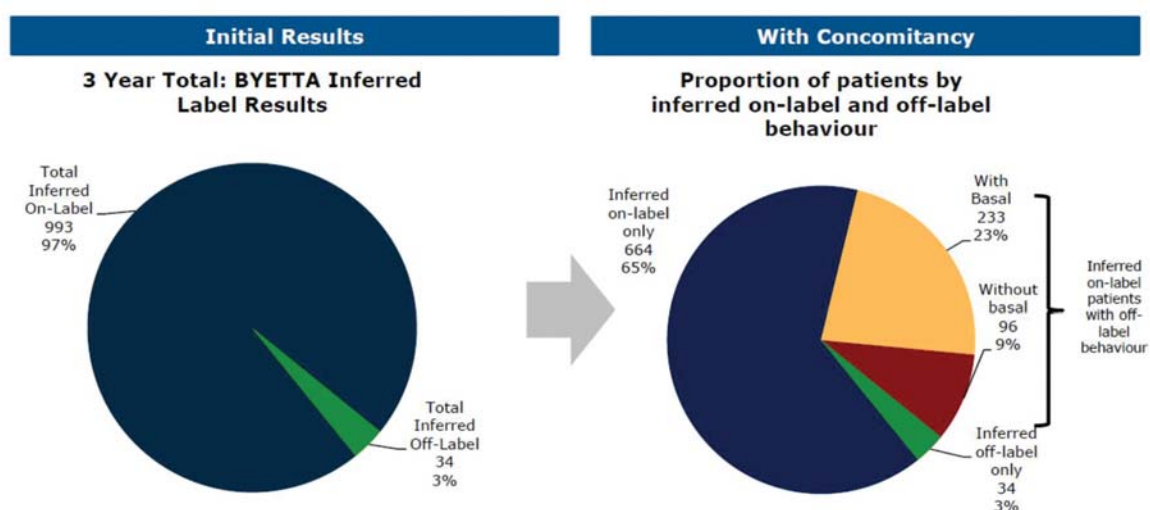 Initial Results
3 Year Total: BYETTA Inferred
Label Results
Total
Inferred
On-Label
993
97%
Total
Inferred
Off-Label
34
3%
With Concomitancy
Proportion of patients by
inferred on-label and off-label
behaviour
Inferred
on-label
only
664
65%
With
Basal
233
23%
Without
basal
96
9%
Inferred
off-label
only
34
3%
Inferred
on-label
patients
with off-
label
behaviour